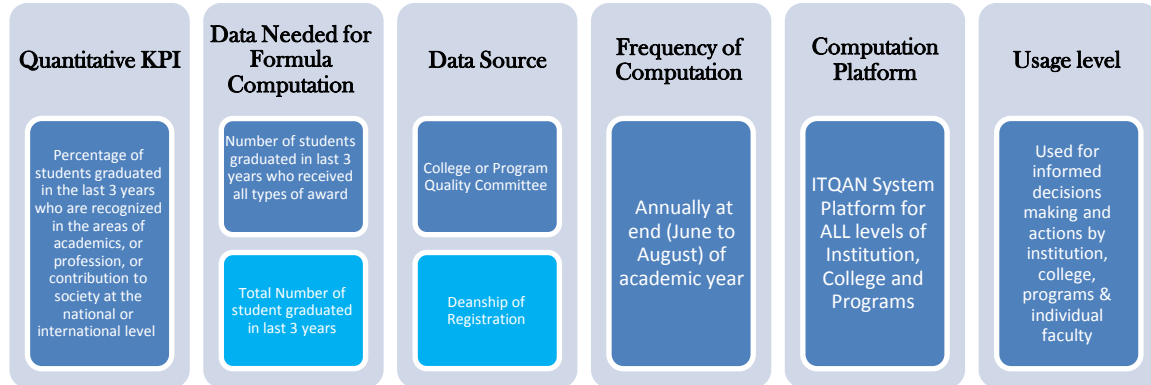 Quantitative KPI
Percentage of
students graduated
in the last 3 years
who are recognized
in the areas of
academics, or
profession, or
contribution to
society at the
national or
international level
Data Needed for
Formula
Computation
Number of students
graduated in last 3
years who received
all types of award
Total Number of
student graduated
in last 3 years
Data Source
College or Program
Quality Committee
Deanship of
Registration
Frequency of
Computation
Annually at
end (June to
August) of
academic year
Computation
Platform
ITQAN System
Platform for
ALL levels of
Institution,
College and
Programs
Usage level
Used for
informed
decisions
making and
actions by
institution,
college,
programs &
individual
faculty